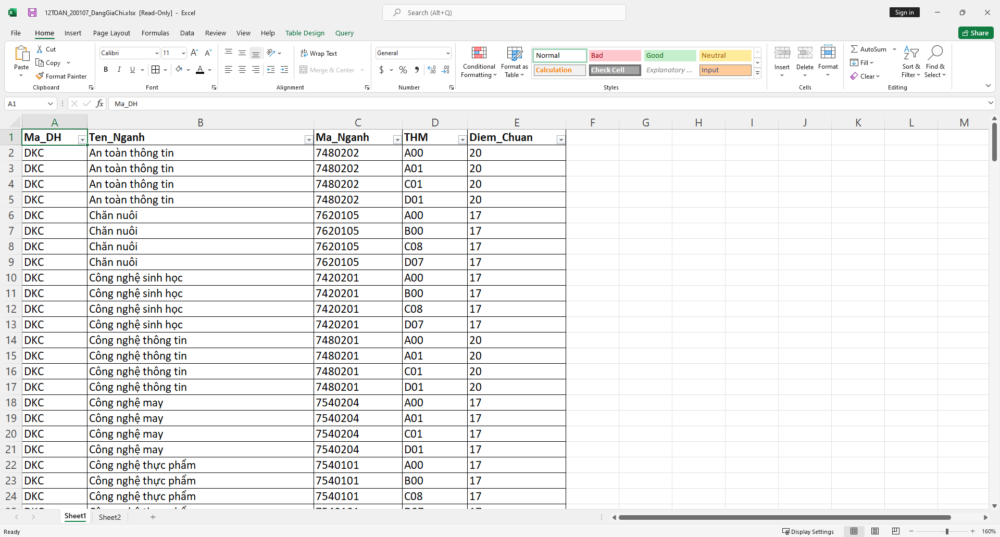 12TOAN_200107_DangGiaChi.xlsx [Read-Only] - Excel
Search (Alt+Q)
Sign in
File Home Insert Page Layout Formulas Data Review View Help Table Design Query
Share
Paste
Cut
Copy
Format Painter
Clipboard
Calibri 11
B I U
Font
Wrap Text
Merge & Center
Alignment
General
$ % ,
Number
Conditional Formatting
Format as Table
Normal Bad Good Neutral
Calculation Check Cell Explanatory ... Input
Styles
Insert Delete Format
Cells
AutoSum
Fill
Clear
Sort & Filter
Find & Select
Editing
A1 fx Ma_DH
A B C D E F G H I J K L M
1 Ma_DH Ten_Nganh Ma_Nganh THM Diem_Chuan
2 DKC An toàn thông tin 7480202 A00 20
3 DKC An toàn thông tin 7480202 A01 20
4 DKC An toàn thông tin 7480202 C01 20
5 DKC An toàn thông tin 7480202 D01 20
6 DKC Chăn nuôi 7620105 A00 17
7 DKC Chăn nuôi 7620105 B00 17
8 DKC Chăn nuôi 7620105 C08 17
9 DKC Chăn nuôi 7620105 D07 17
10 DKC Công nghệ sinh học 7420201 A00 17
11 DKC Công nghệ sinh học 7420201 B00 17
12 DKC Công nghệ sinh học 7420201 C08 17
13 DKC Công nghệ sinh học 7420201 D07 17
14 DKC Công nghệ thông tin 7480201 A00 20
15 DKC Công nghệ thông tin 7480201 A01 20
16 DKC Công nghệ thông tin 7480201 C01 20
17 DKC Công nghệ thông tin 7480201 D01 20
18 DKC Công nghệ may 7540204 A00 17
19 DKC Công nghệ may 7540204 A01 17
20 DKC Công nghệ may 7540204 C01 17
21 DKC Công nghệ may 7540204 D01 17
22 DKC Công nghệ thực phẩm 7540101 A00 17
23 DKC Công nghệ thực phẩm 7540101 B00 17
24 DKC Công nghệ thực phẩm 7540101 C08 17
Sheet1 Sheet2
Ready
Display Settings
160%